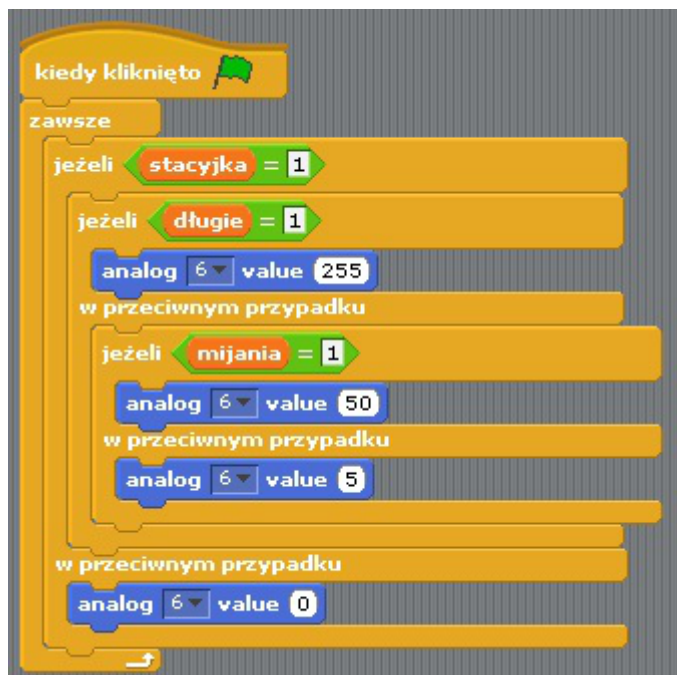 kiedy kliknięto
zawsze
jeżeli stacyjka = 1
jeżeli długie = 1
analog 6 value 255
w przeciwnym przypadku
jeżeli mijania = 1
analog 6 value 50
w przeciwnym przypadku
analog 6 value 5
w przeciwnym przypadku
analog 6 value 0